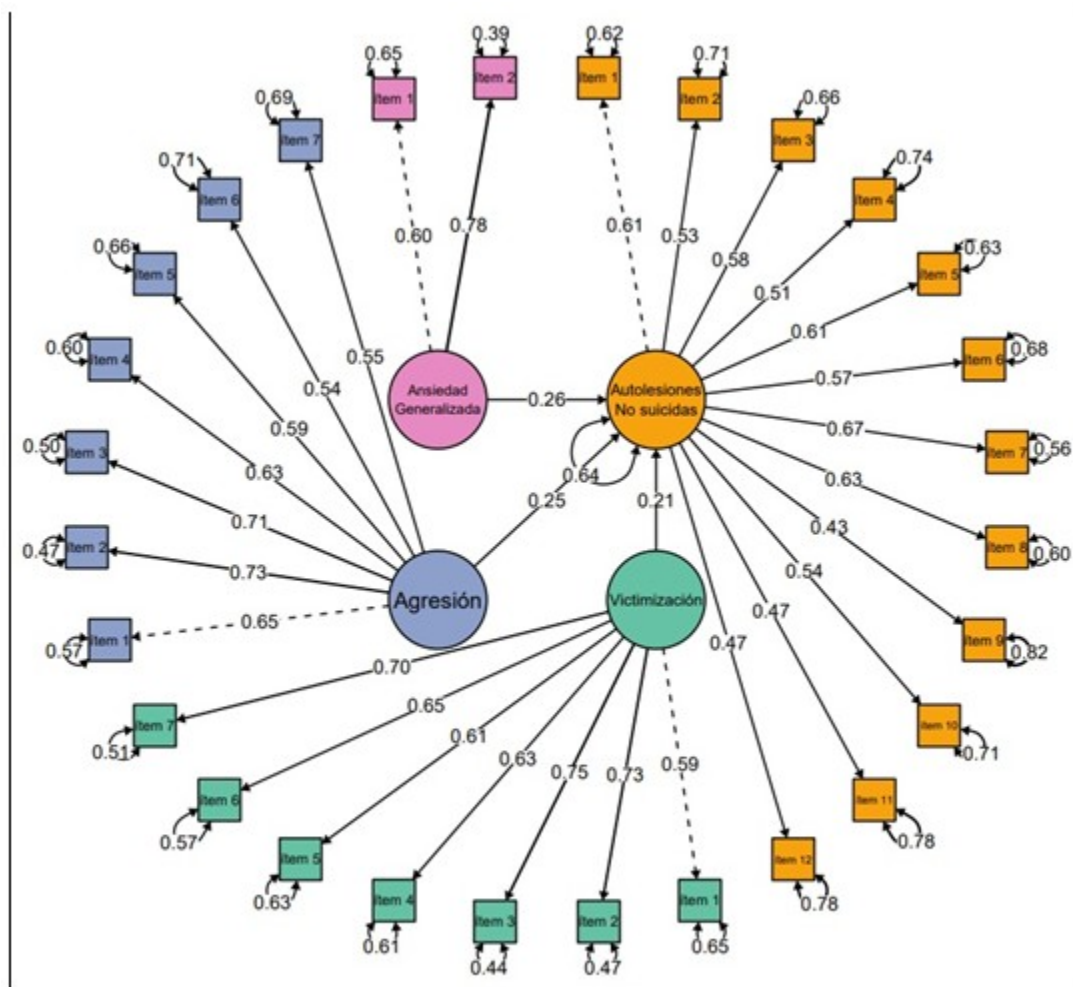 0.65
Item 1
0.39
Item 2
0.60
0.78
Ansiedad
Generalizada
0.26
0.62
Item 1
0.71
Item 2
0.66
Item 3
0.74
Item 4
0.63
Item 5
Item 6
0.68
Item 7
0.56
Item 8
0.60
Item 9
0.82
Item 10
0.71
Item 11
0.78
Item 12
0.78
0.61
0.53
0.58
0.51
0.61
0.57
0.67
0.63
0.43
0.54
0.47
0.47
Autolesiones
No suicidas
0.64
0.25
0.21
0.69
Item 7
0.71
Item 6
0.66
Item 5
0.60
Item 4
0.50
Item 3
0.47
Item 2
0.57
Item 1
0.55
0.54
0.59
0.63
0.71
0.73
0.65
Agresión
Victimización
0.70
0.65
0.61
0.63
0.75
0.73
0.59
Item 7
0.51
Item 6
0.57
Item 5
0.63
Item 4
0.61
Item 3
0.44
Item 2
0.47
Item 1
0.65